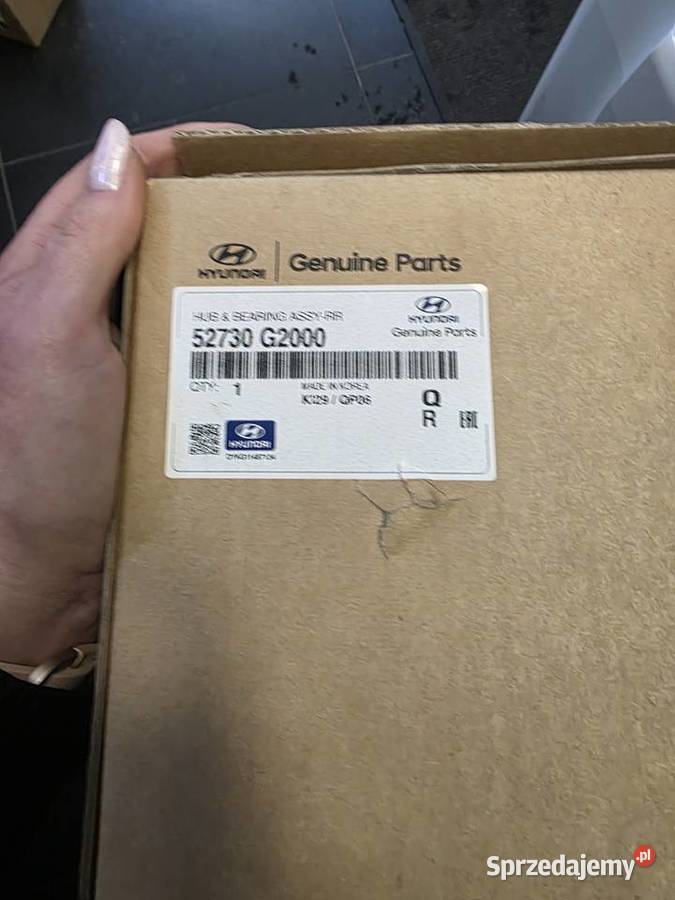 HYUNDAI Genuine Parts
HUB & BEARING ASSY-RR
52730 G2000
HYUNDAI
Genuine Parts
QTY: 1
MADE IN KOREA
Q
R EAC
HYUNDAI
Sprzedajemy.pl